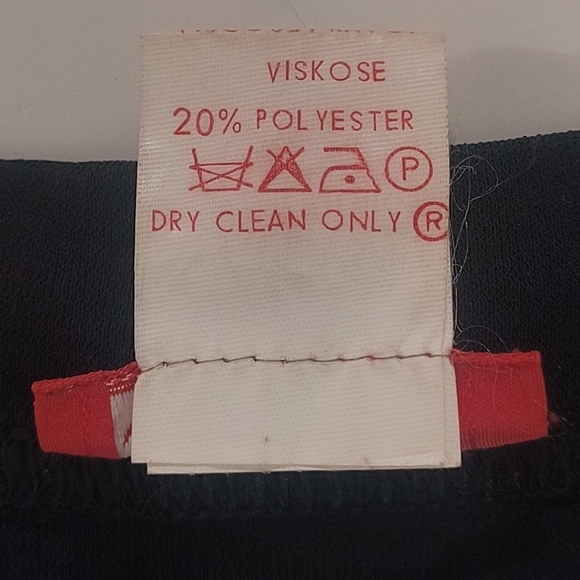 VISKOSE
20% POLYESTER
P
DRY CLEAN ONLY ®